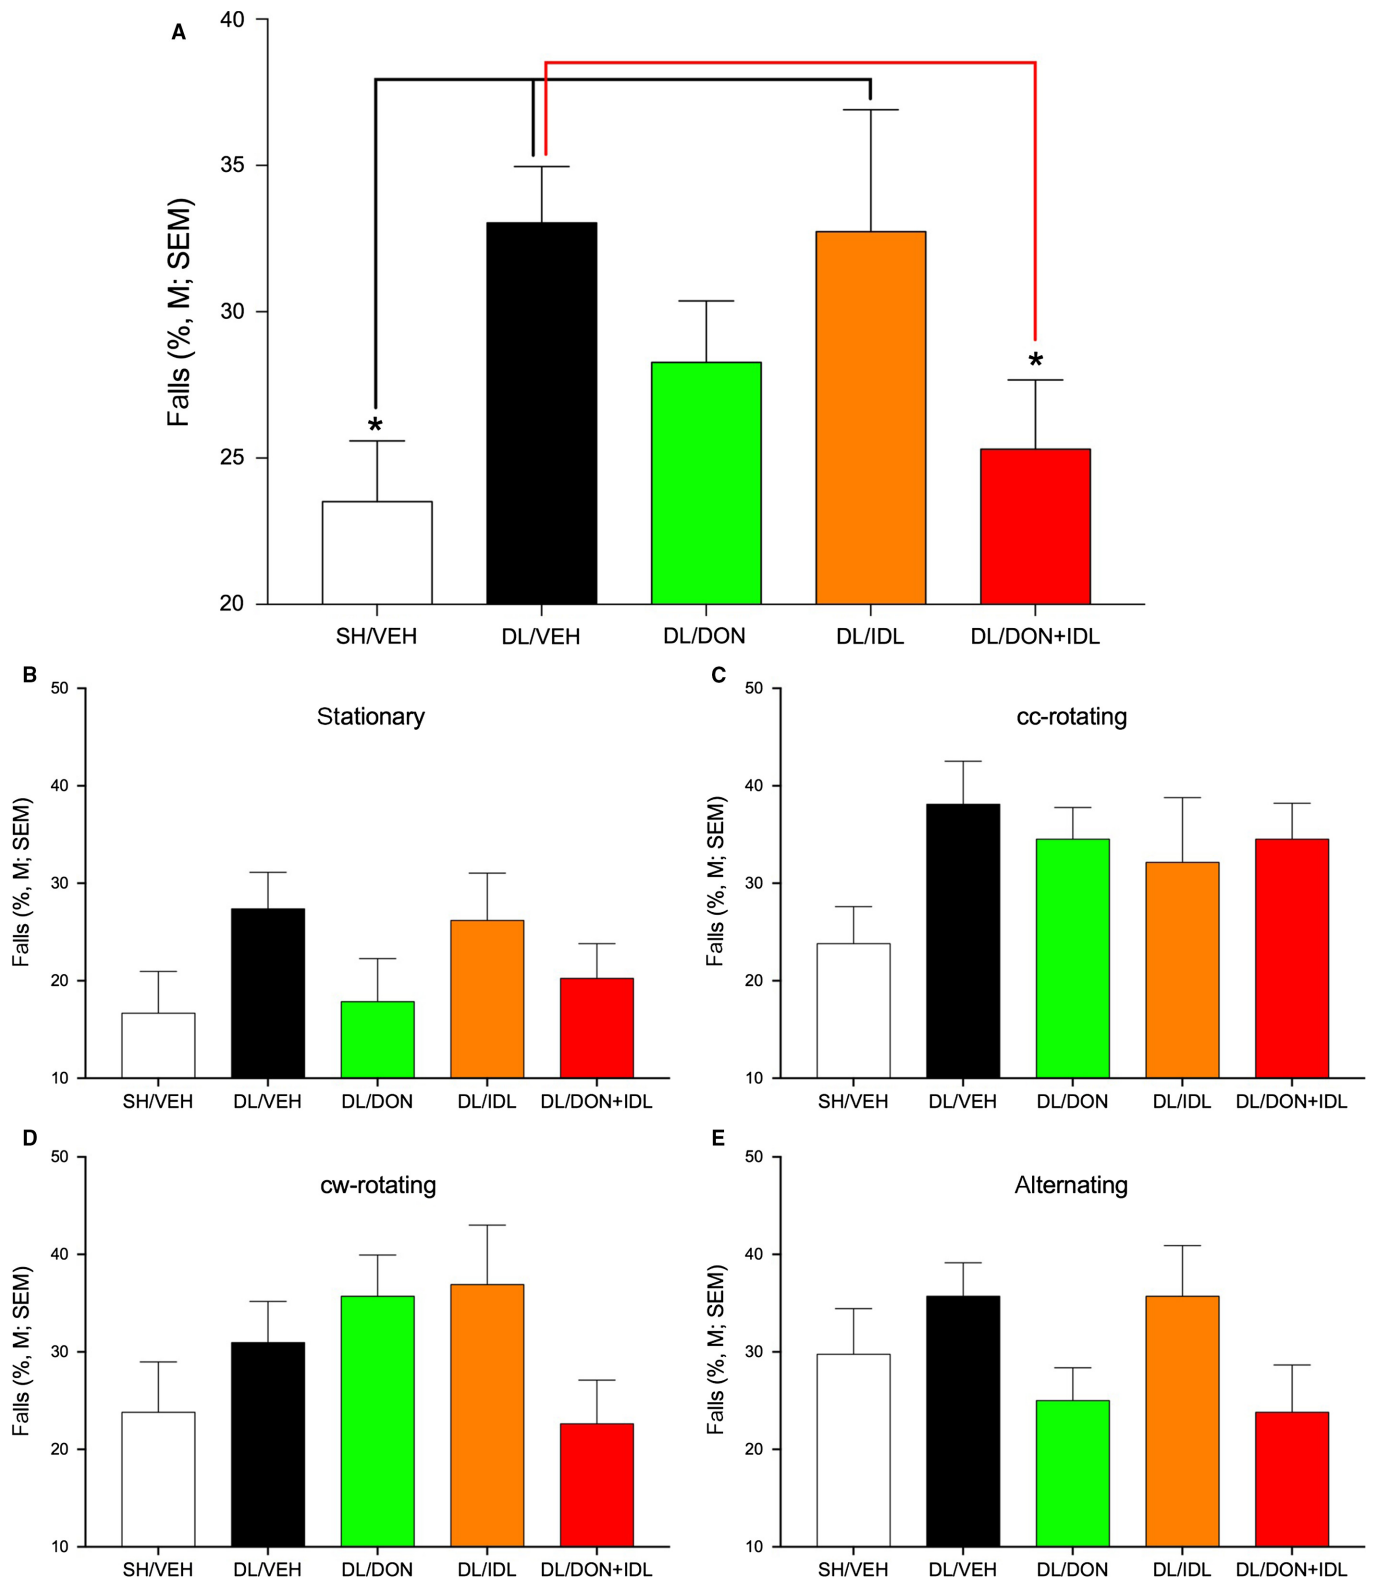 A
40
35
30
25
20
Falls (%, M; SEM)
*
*
SH/VEH DL/VEH DL/DON DL/IDL DL/DON+IDL
B
Stationary
50
40
30
20
10
Falls (%, M; SEM)
SH/VEH DL/VEH DL/DON DL/IDL DL/DON+IDL
C
cc-rotating
50
40
30
20
10
Falls (%, M; SEM)
SH/VEH DL/VEH DL/DON DL/IDL DL/DON+IDL
D
cw-rotating
50
40
30
20
10
Falls (%, M; SEM)
SH/VEH DL/VEH DL/DON DL/IDL DL/DON+IDL
E
Alternating
50
40
30
20
10
Falls (%, M; SEM)
SH/VEH DL/VEH DL/DON DL/IDL DL/DON+IDL